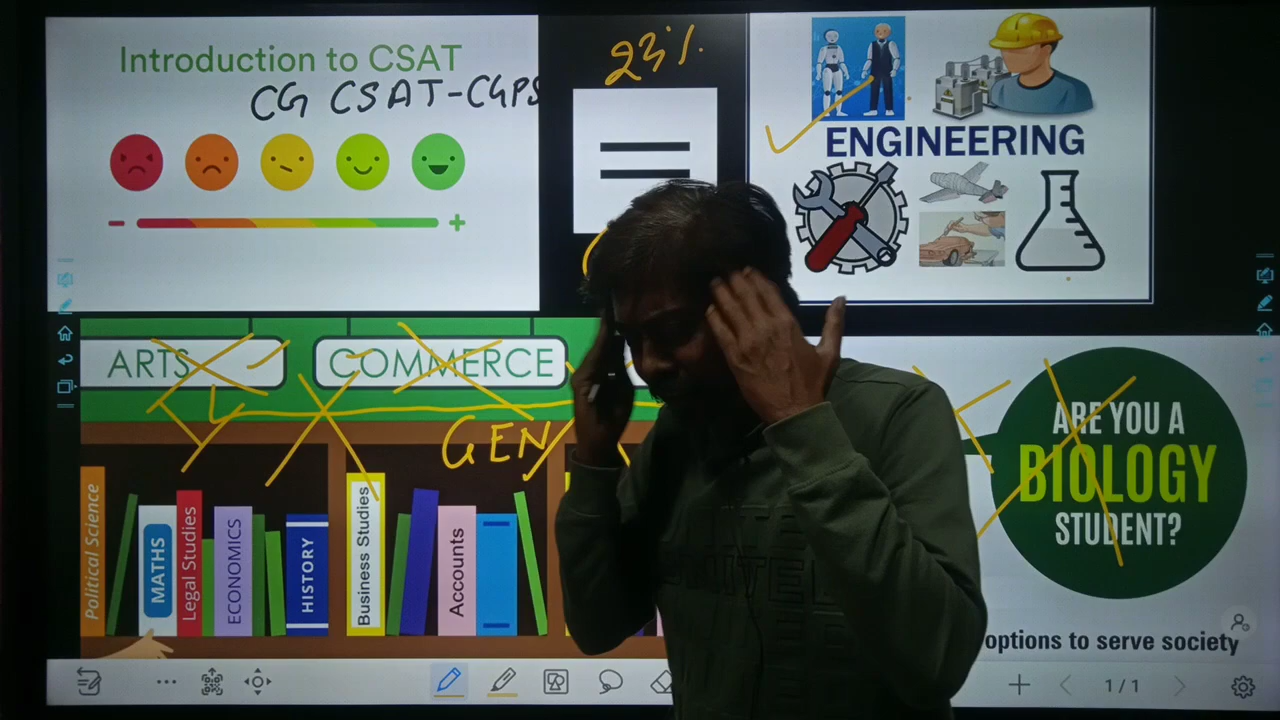 Introduction to CSAT
CG CSAT-CGPS
23%
ENGINEERING
ARTS
COMMERCE
GEN
Political Science
MATHS
Legal Studies
ECONOMICS
HISTORY
Business Studies
Accounts
ARE YOU A
BIOLOGY
STUDENT?
options to serve society
1/1